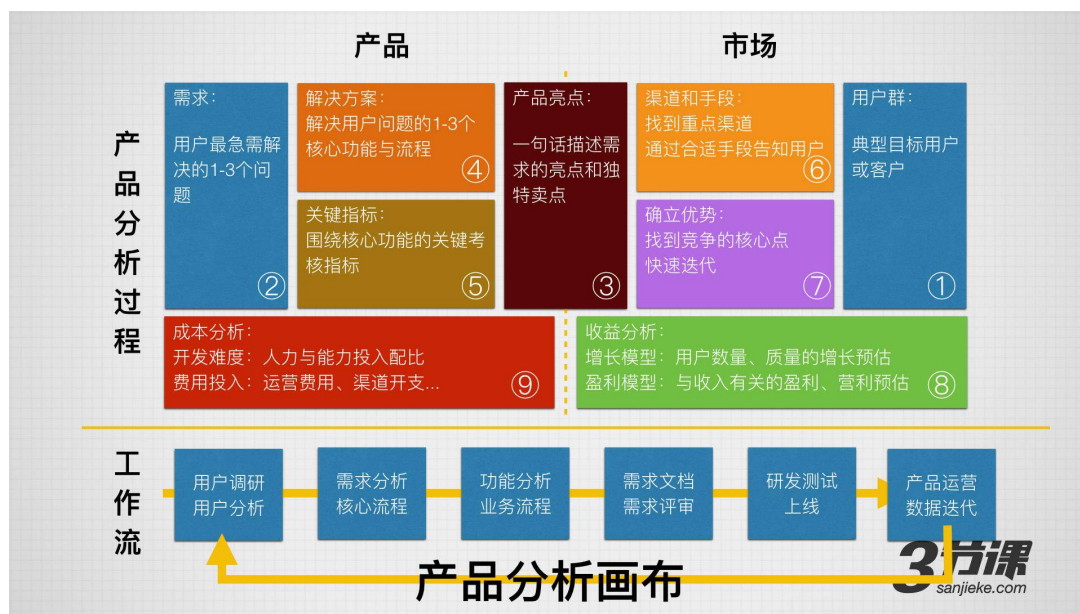 产品
市场
产品分析过程
需求：
用户最急需解
决的1-3个问
题
②
解决方案：
解决用户问题的1-3个
核心功能与流程
④
关键指标：
围绕核心功能的关键考
核指标
⑤
产品亮点：
一句话描述需
求的亮点和独
特卖点
③
渠道和手段：
找到重点渠道
通过合适手段告知用户
⑥
确立优势：
找到竞争的核心点
快速迭代
⑦
用户群：
典型目标用户
或客户
①
成本分析：
开发难度：人力与能力投入配比
费用投入：运营费用、渠道开支...
⑨
收益分析：
增长模型：用户数量、质量的增长预估
盈利模型：与收入有关的盈利、营利预估
⑧
工作流
用户调研
用户分析
需求分析
核心流程
功能分析
业务流程
需求文档
需求评审
研发测试
上线
产品运营
数据迭代
产品分析画布
3节课
sanjieke.com